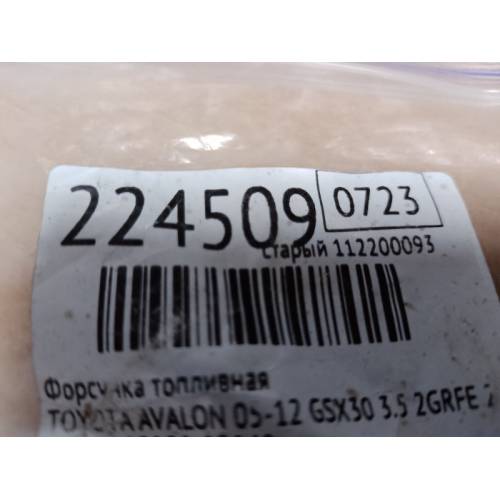 224509 0723
старый 112200093
Форсунка топливная
TOYOTA AVALON 05-12 GSX30 3.5 2GRFE